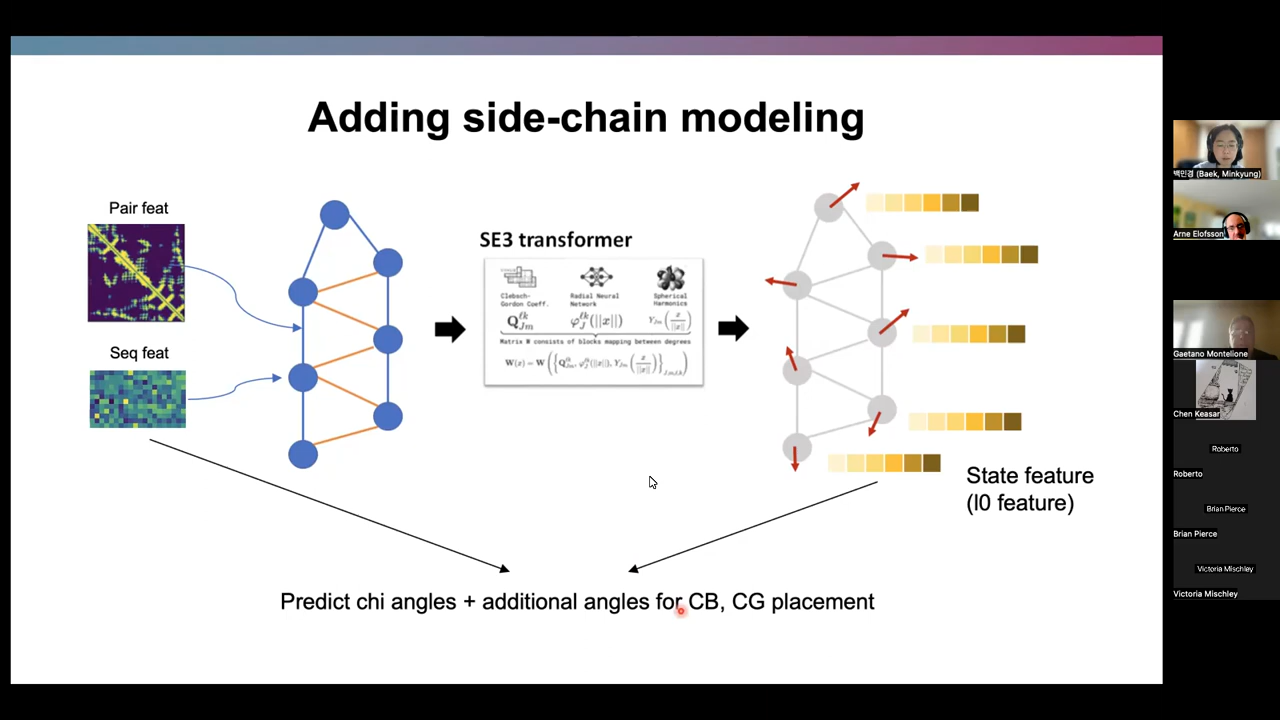 Adding side-chain modeling
Pair feat
Seq feat
SE3 transformer
Clebsch-
Gordon Coeff.
Radial Neural
Network
Spherical
Harmonics
Matrix W consists of blocks mapping between degrees
State feature
(l0 feature)
Predict chi angles + additional angles for CB, CG placement
백민경 (Baek, Minkyung)
Arne Elofsson
Gaetano Montelione
Chen Keasar
Roberto
Roberto
Brian Pierce
Brian Pierce
Victoria Mischley
Victoria Mischley